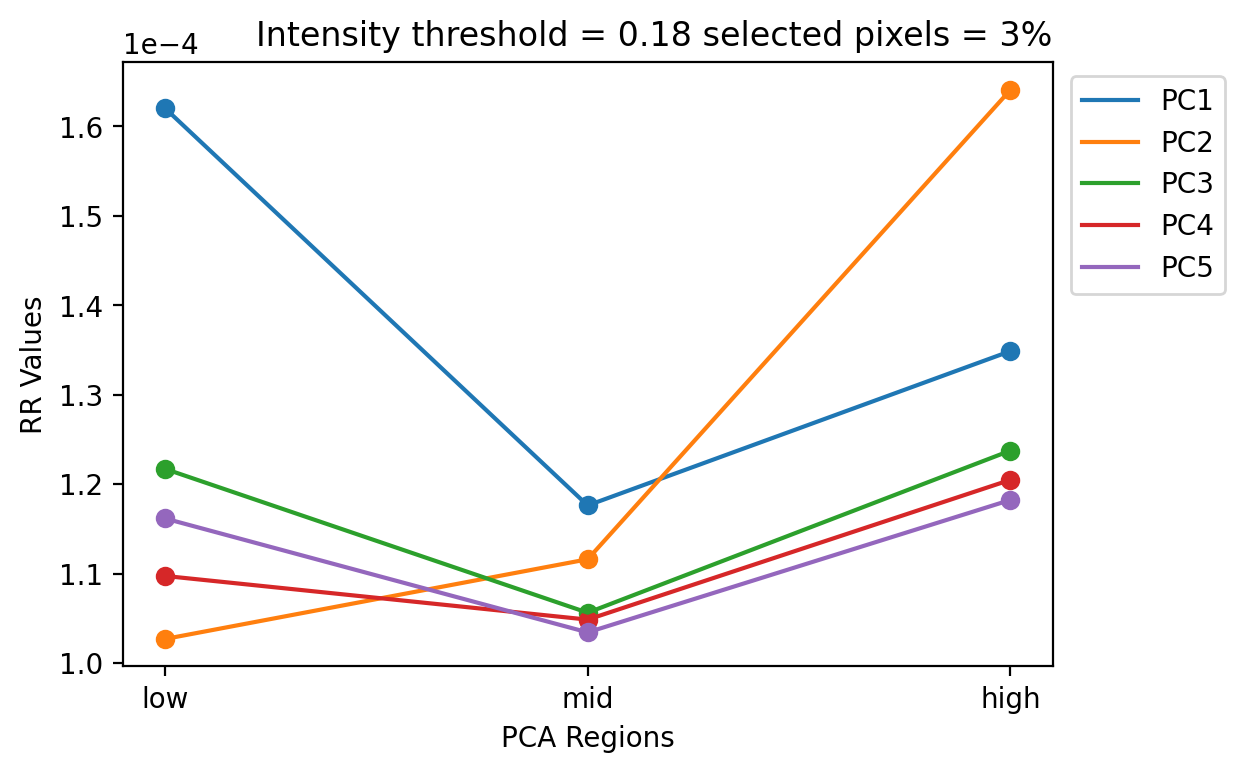 Intensity threshold = 0.18 selected pixels = 3%
1e−4
1.6
1.5
1.4
1.3
1.2
1.1
1.0
RR Values
low mid high
PCA Regions
PC1
PC2
PC3
PC4
PC5